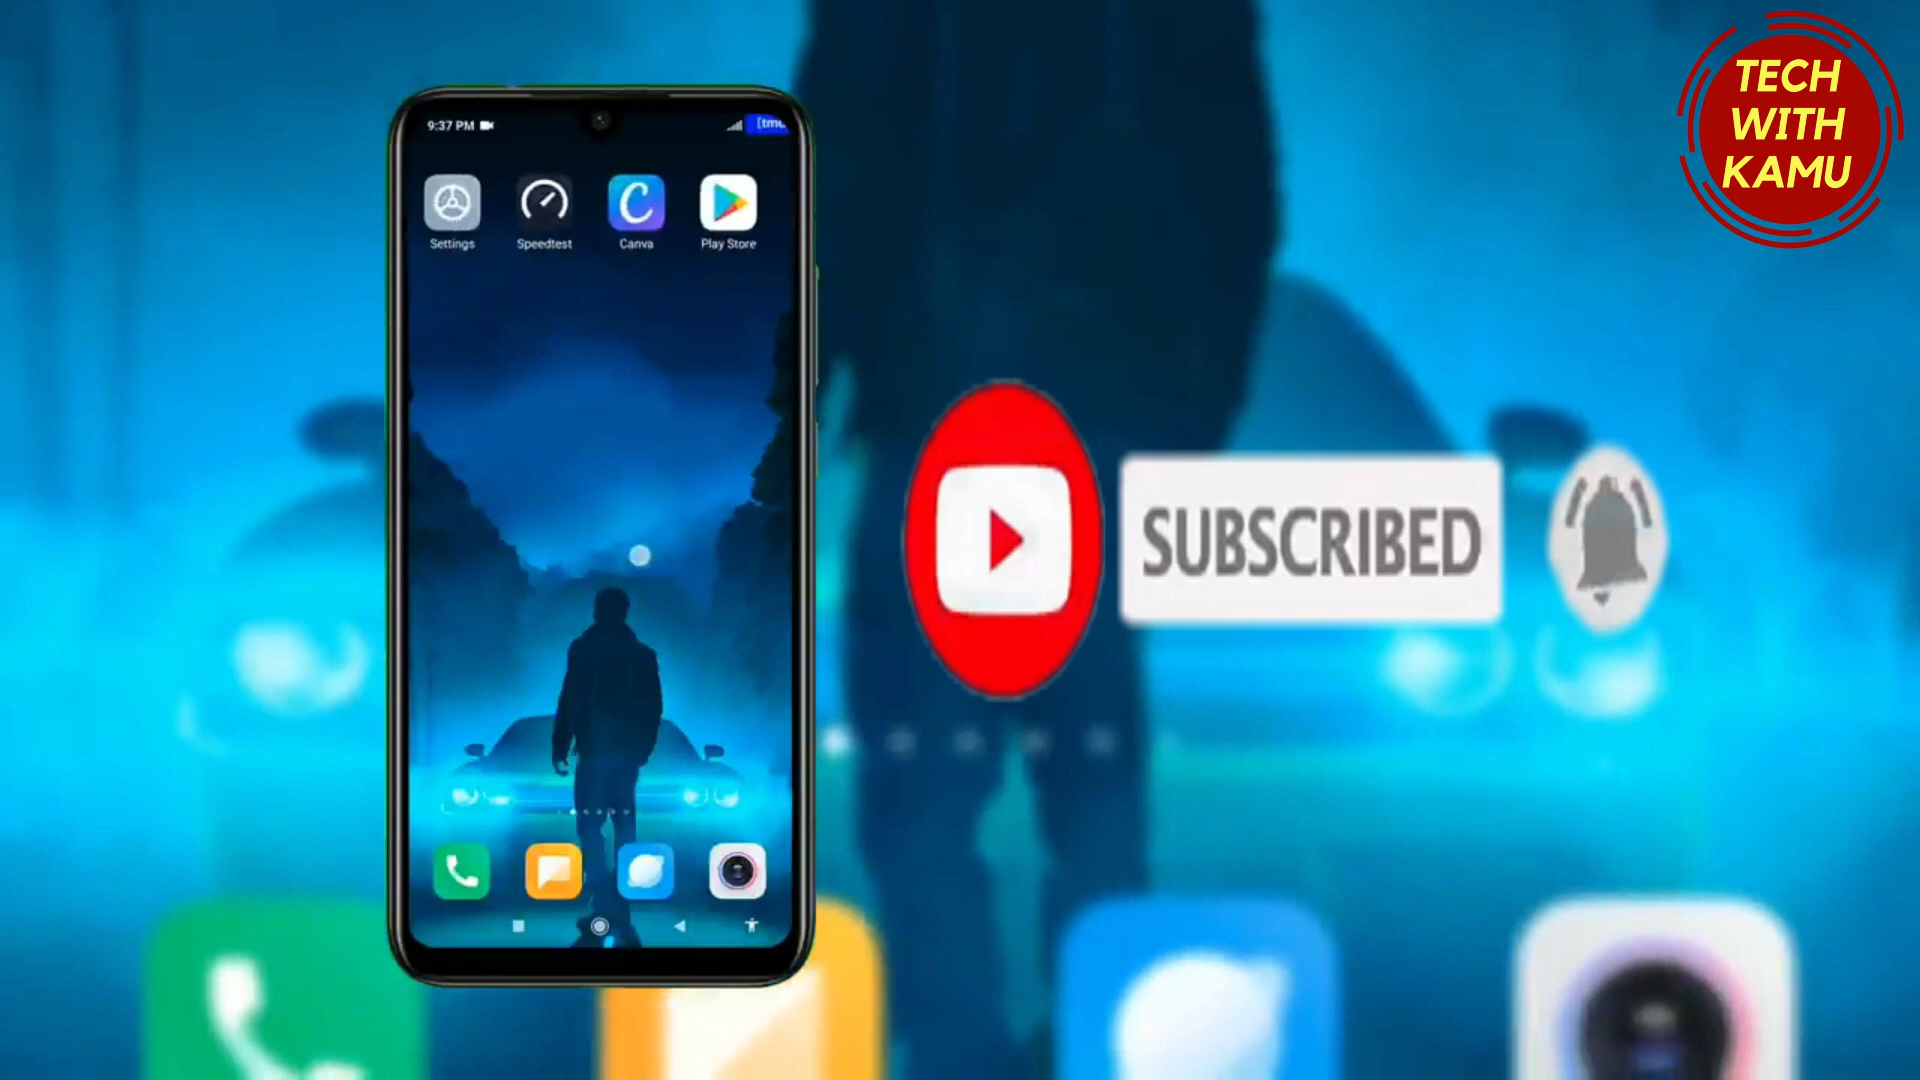 TECH
WITH
KAMU
9:37 PM
Settings
Speedtest
Canva
Play Store
SUBSCRIBED